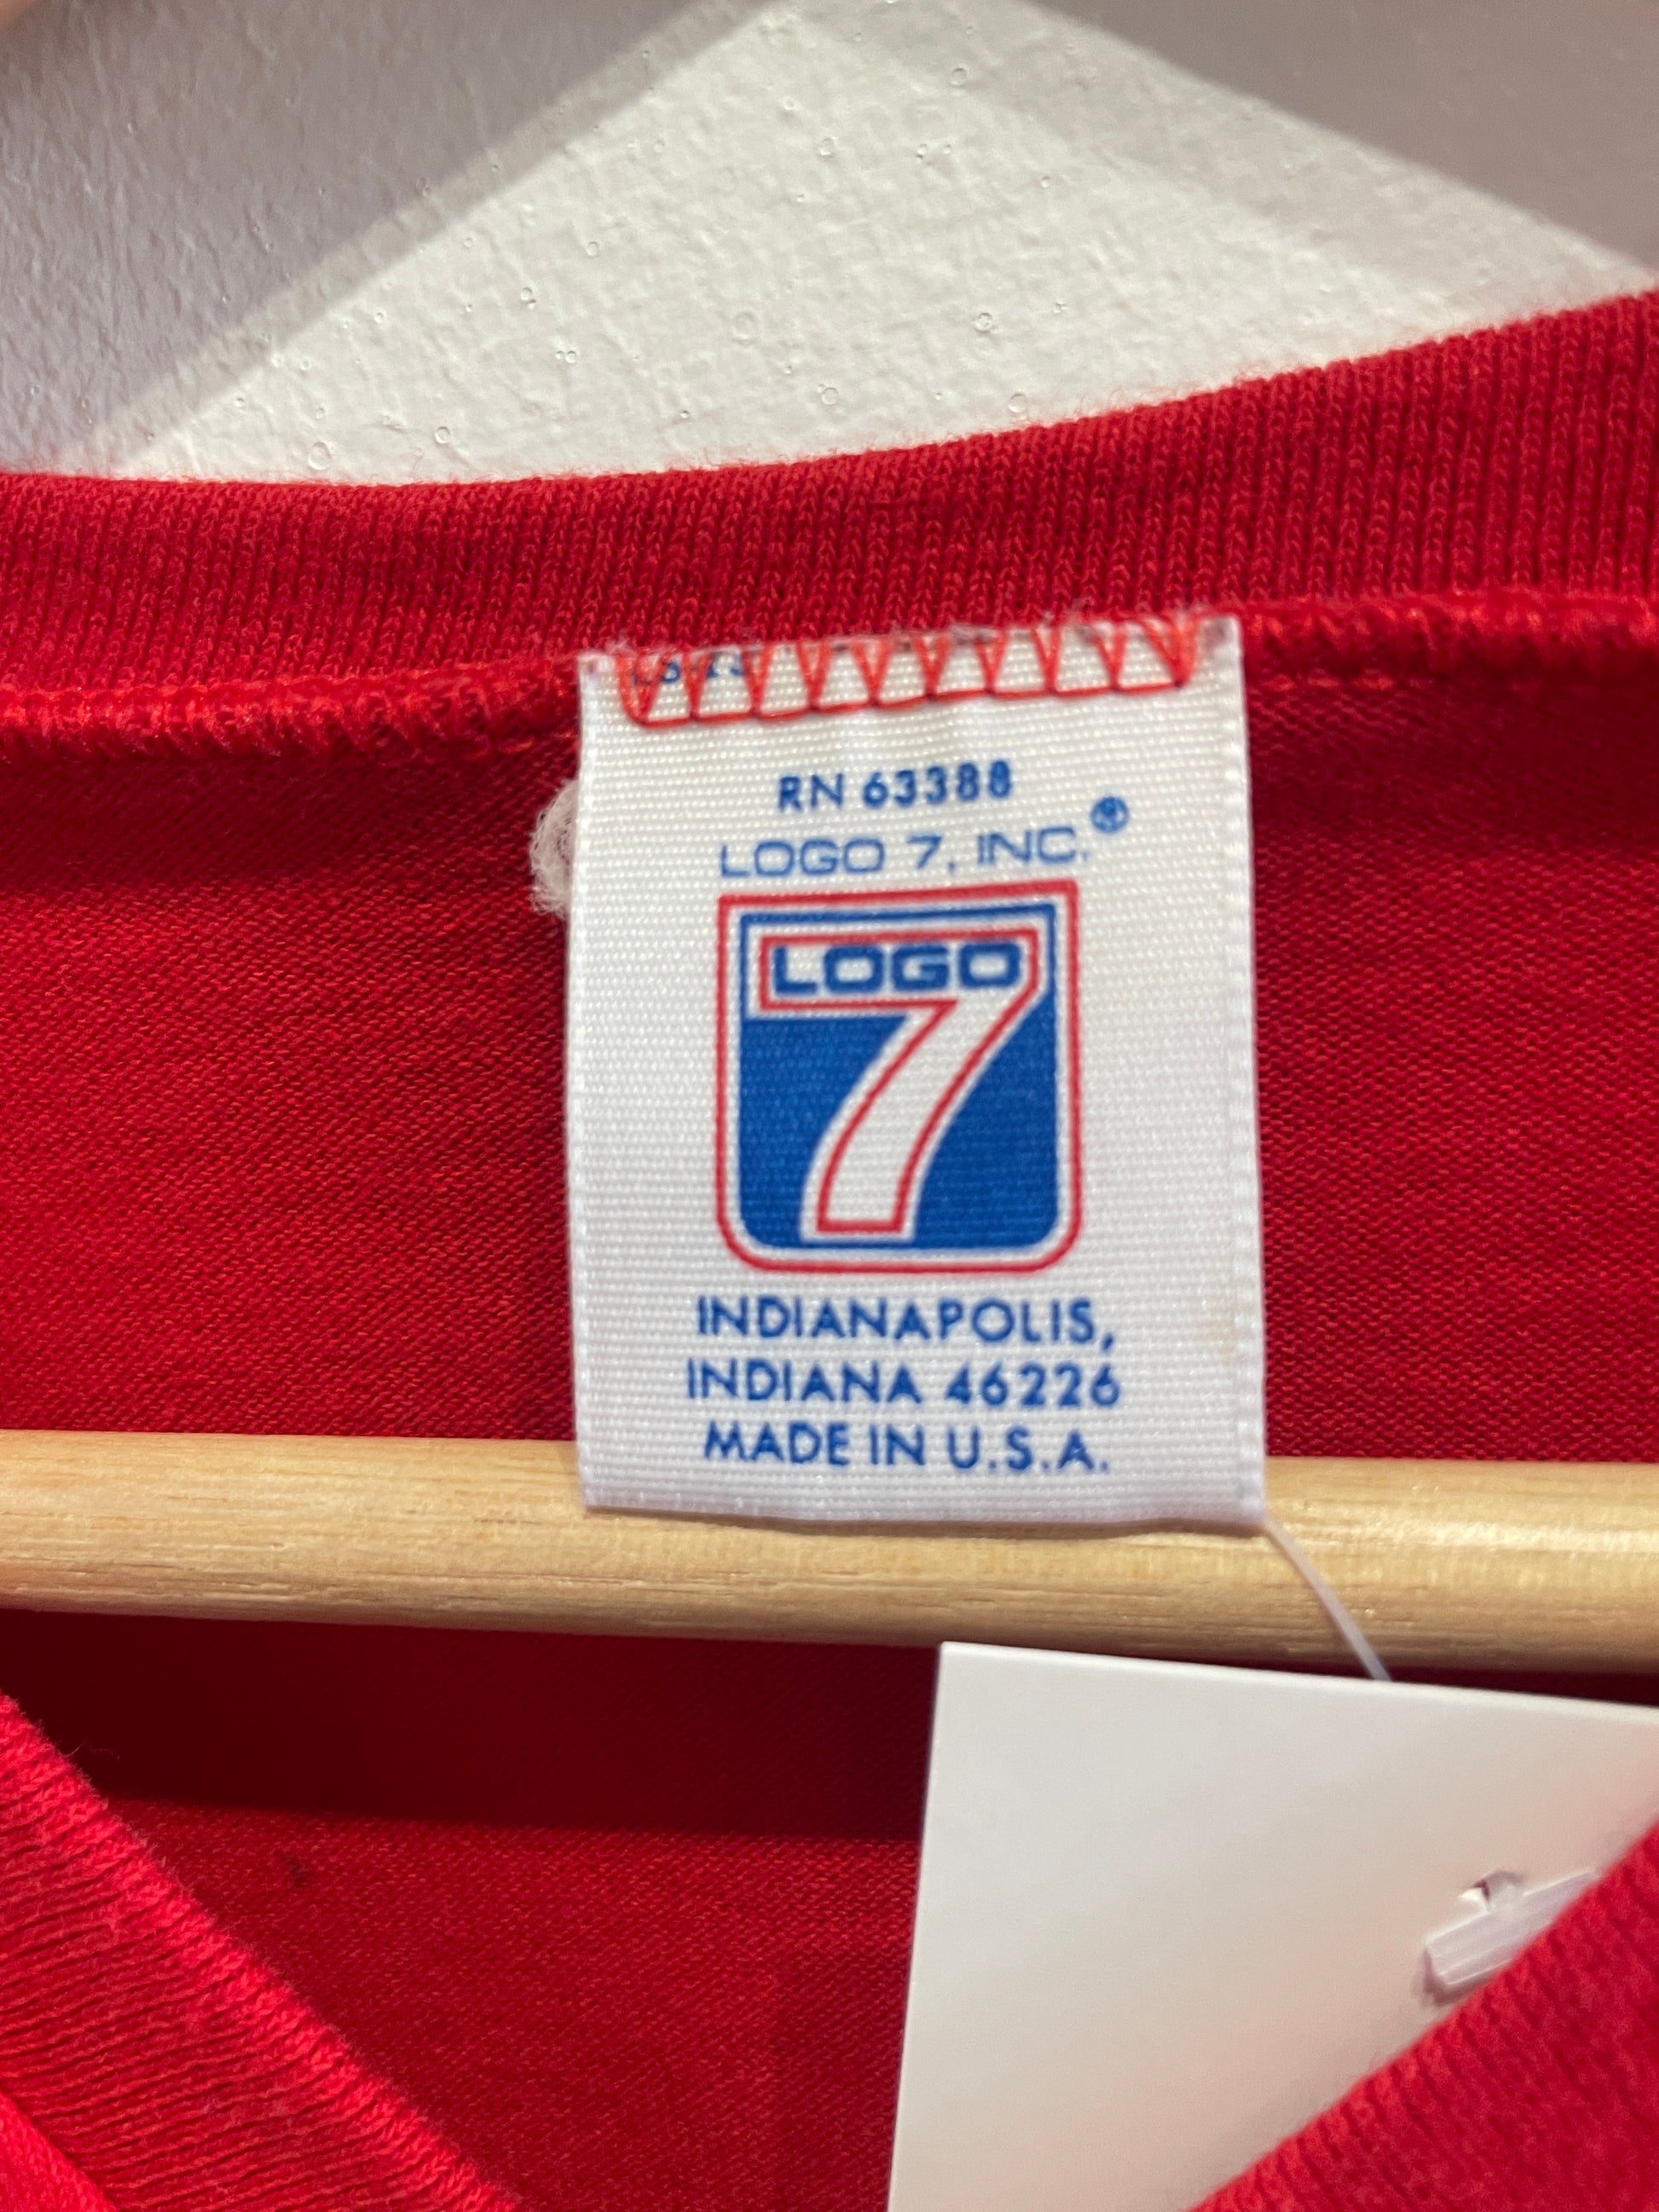 RN 63388
LOGO 7, INC.®
LOGO
7
INDIANAPOLIS,
INDIANA 46226
MADE IN U.S.A.